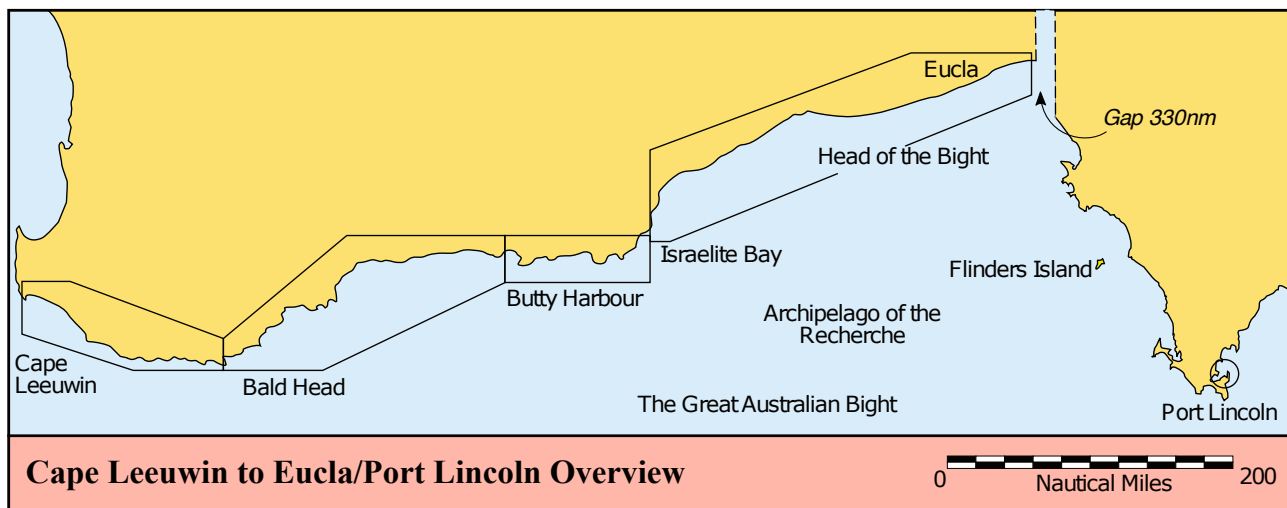 Eucla
Gap 330nm
Head of the Bight
Israelite Bay
Flinders Island
Butty Harbour
Archipelago of the
Recherche
Cape
Leeuwin
Bald Head
The Great Australian Bight
Port Lincoln
Cape Leeuwin to Eucla/Port Lincoln Overview
0
200
Nautical Miles